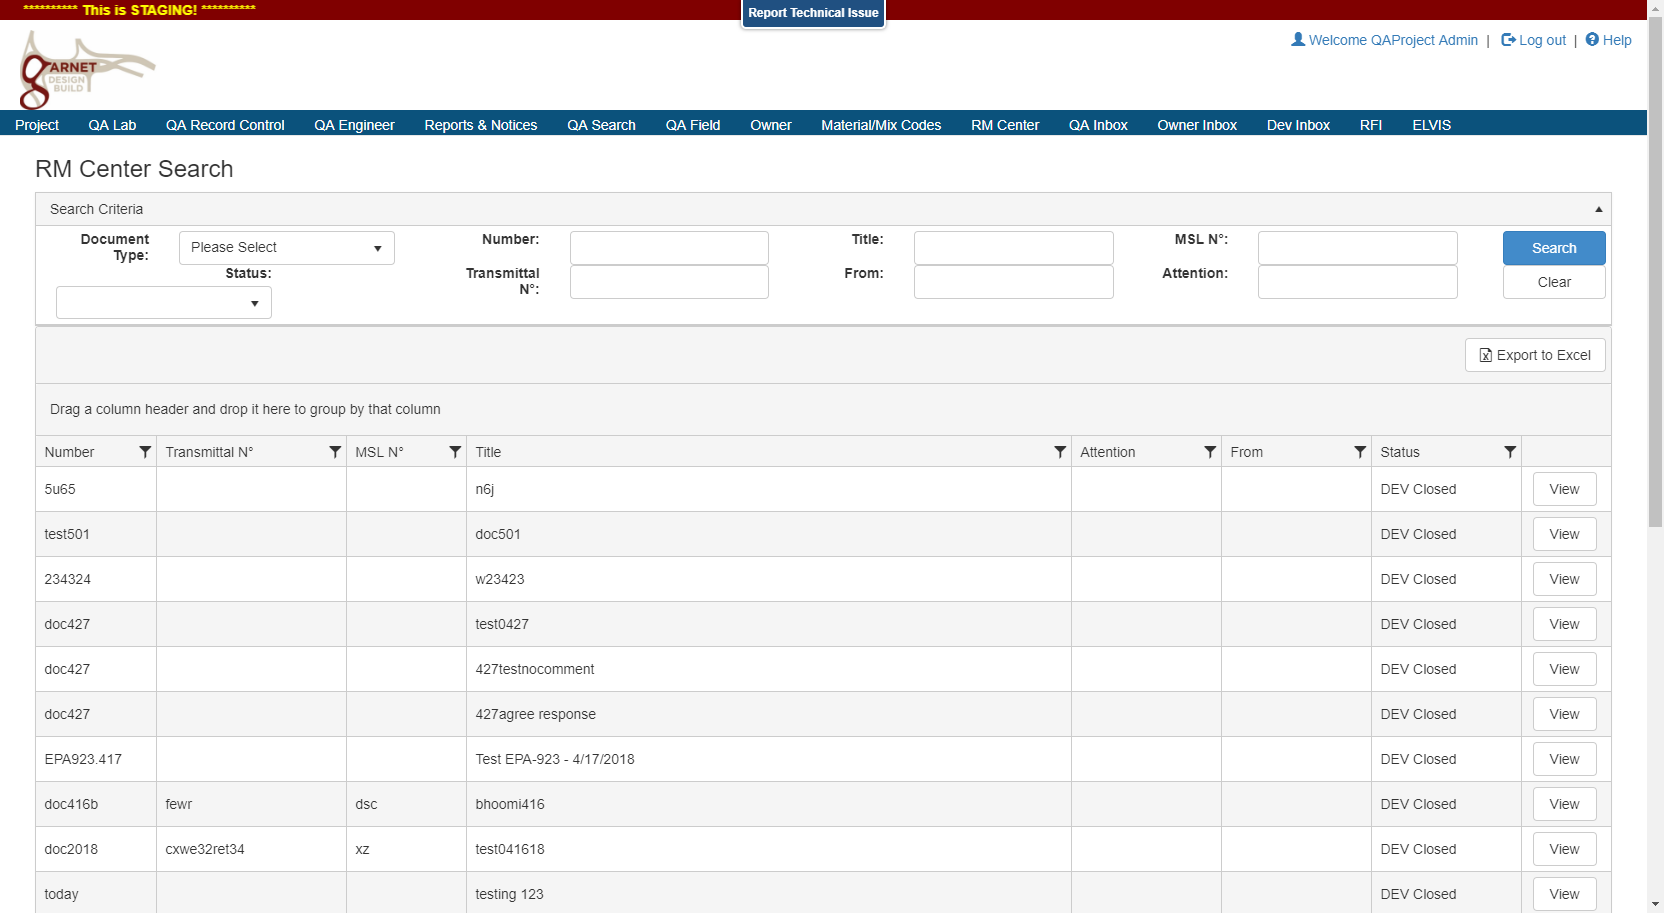 ********** This is STAGING! **********
Report Technical Issue
Welcome QAProject Admin | Log out | Help
gARNET
DESIGN
BUILD
Project QA Lab QA Record Control QA Engineer Reports & Notices QA Search QA Field Owner Material/Mix Codes RM Center QA Inbox Owner Inbox Dev Inbox RFI ELVIS
RM Center Search
Search Criteria
Document Type: Please Select Number: Title: MSL N°: Search
Status: Transmittal N°: From: Attention: Clear
Export to Excel
Drag a column header and drop it here to group by that column
Number Transmittal N° MSL N° Title Attention From Status
5u65 n6j DEV Closed View
test501 doc501 DEV Closed View
234324 w23423 DEV Closed View
doc427 test0427 DEV Closed View
doc427 427testnocomment DEV Closed View
doc427 427agree response DEV Closed View
EPA923.417 Test EPA-923 - 4/17/2018 DEV Closed View
doc416b fewr dsc bhoomi416 DEV Closed View
doc2018 cxwe32ret34 xz test041618 DEV Closed View
today testing 123 DEV Closed View